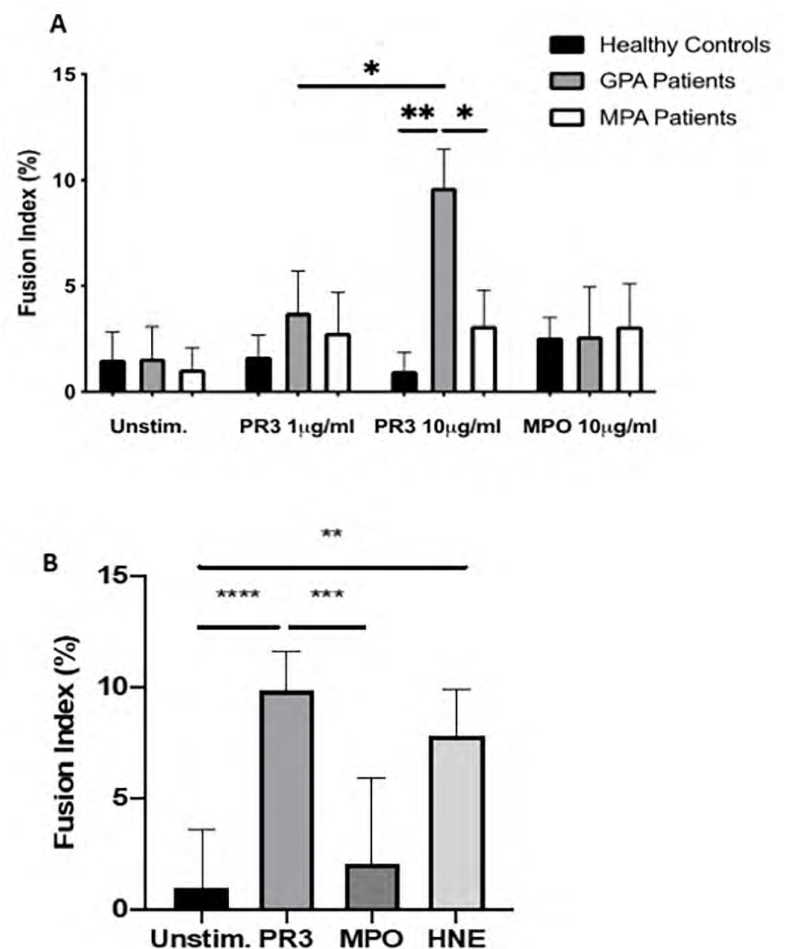 A
Healthy Controls
GPA Patients
MPA Patients
Fusion Index (%)
15
10
5
0
*
** *
Unstim. PR3 1μg/ml PR3 10μg/ml MPO 10μg/ml
B
Fusion Index (%)
15
10
5
0
**
**** ***
Unstim. PR3 MPO HNE